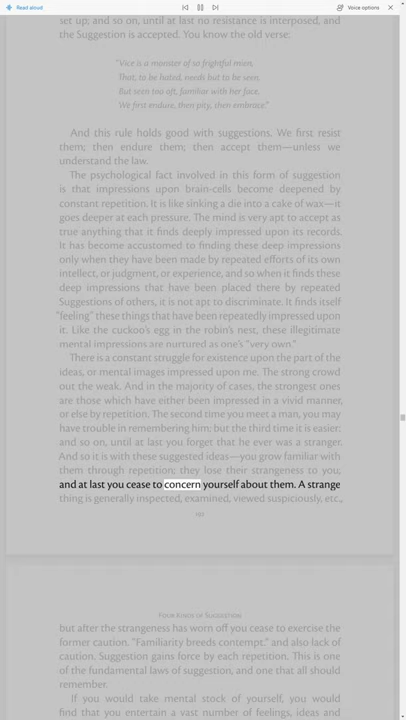 Read aloud
Voice options
set up; and so on, until at last no resistance is interposed, and
the Suggestion is accepted. You know the old verse:
"Vice is a monster of so frightful mien,
That, to be hated, needs but to be seen.
But seen too oft, familiar with her face,
We first endure, then pity, then embrace."
And this rule holds good with suggestions. We first resist
them; then endure them; then accept them—unless we
understand the law.
The psychological fact involved in this form of suggestion
is that impressions upon brain-cells become deepened by
constant repetition. It is like sinking a die into a cake of wax—it
goes deeper at each pressure. The mind is very apt to accept as
true anything that it finds deeply impressed upon its records.
It has become accustomed to finding these deep impressions
only when they have been made by repeated efforts of its own
intellect, or judgment, or experience, and so when it finds these
deep impressions that have been placed there by repeated
Suggestions of others, it is not apt to discriminate. It finds itself
"feeling" these things that have been repeatedly impressed upon
it. Like the cuckoo's egg in the robin's nest, these illegitimate
mental impressions are nurtured as one's "very own."
There is a constant struggle for existence upon the part of the
ideas, or mental images impressed upon me. The strong crowd
out the weak. And in the majority of cases, the strongest ones
are those which have either been impressed in a vivid manner,
or else by repetition. The second time you meet a man, you may
have trouble in remembering him; but the third time it is easier;
and so on, until at last you forget that he ever was a stranger.
And so it is with these suggested ideas—you grow familiar with
them through repetition; they lose their strangeness to you,
and at last you cease to concern yourself about them. A strange
thing is generally inspected, examined, viewed suspiciously, etc.,
Four Kinds of Suggestion
but after the strangeness has worn off you cease to exercise the
former caution. "Familiarity breeds contempt," and also lack of
caution. Suggestion gains force by each repetition. This is one
of the fundamental laws of suggestion, and one that all should
remember.
If you would take mental stock of yourself, you would
find that you entertain a vast number of feelings, ideas and